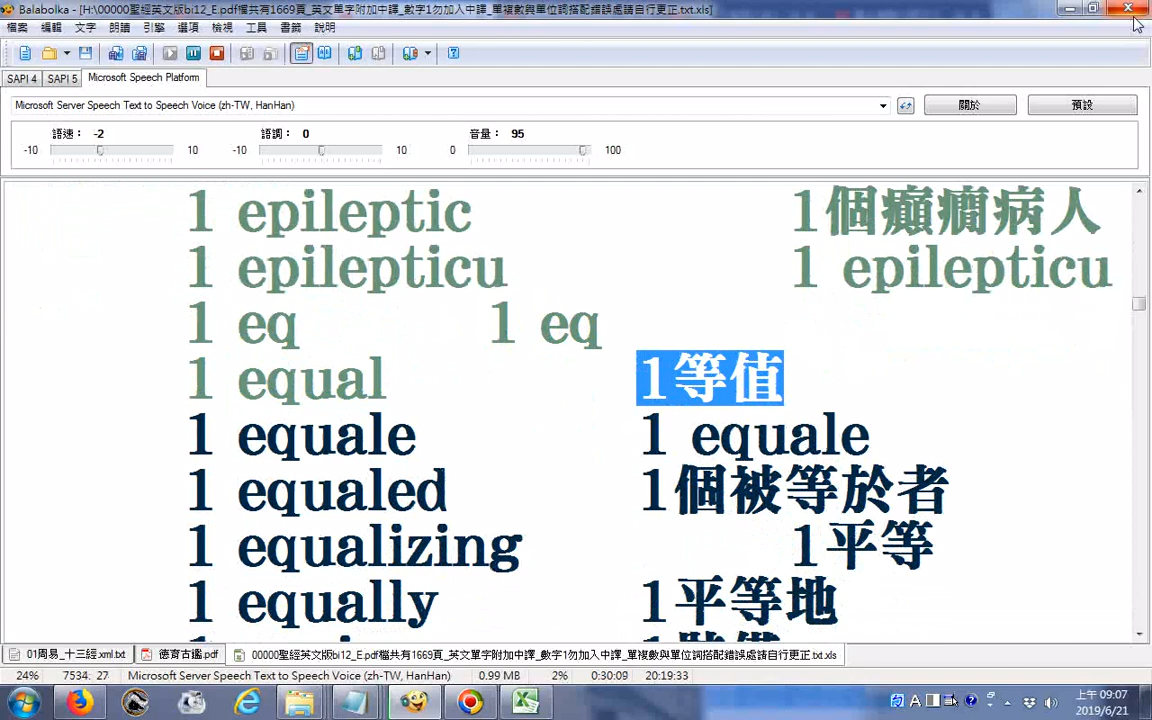 Balabolka - [H:\00000聖經英文版bi12_E.pdf檔共有1669頁_英文單字附加中譯_數字1勿加入中譯_單複數與單位詞搭配錯誤處請自行更正.txt.xls]
檔案 編輯 文字 朗讀 引擎 選項 檢視 工具 書籤 說明
SAPI 4 SAPI 5 Microsoft Speech Platform
Microsoft Server Speech Text to Speech Voice (zh-TW, HanHan) 關於 預設
語速： -2 語調： 0 音量： 95
-10 10 -10 10 0 100
1 epileptic 1個癲癇病人
1 epilepticu 1 epilepticu
1 eq 1 eq
1 equal 1等值
1 equale 1 equale
1 equaled 1個被等於者
1 equalizing 1平等
1 equally 1平等地
01周易_十三經.xml.txt 德育古鑑.pdf 00000聖經英文版bi12_E.pdf檔共有1669頁_英文單字附加中譯_數字1勿加入中譯_單複數與單位詞搭配錯誤處請自行更正.txt.xls
24% 7534: 27 Microsoft Server Speech Text to Speech Voice (zh-TW, HanHan) 0.99 MB 2% 0:30:09 20:19:33
上午 09:07
2019/6/21